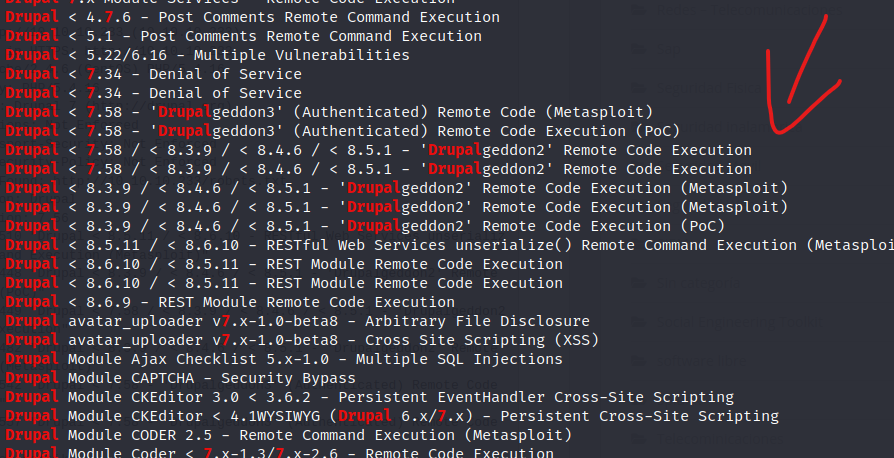 Drupal 7.x Module Services - Remote Code Execution
Drupal < 4.7.6 - Post Comments Remote Command Execution
Drupal < 5.1 - Post Comments Remote Command Execution
Drupal < 5.22/6.16 - Multiple Vulnerabilities
Drupal < 7.34 - Denial of Service
Drupal < 7.34 - Denial of Service
Drupal < 7.58 - 'Drupalgeddon3' (Authenticated) Remote Code (Metasploit)
Drupal < 7.58 - 'Drupalgeddon3' (Authenticated) Remote Code Execution (PoC)
Drupal < 7.58 / < 8.3.9 / < 8.4.6 / < 8.5.1 - 'Drupalgeddon2' Remote Code Execution
Drupal < 7.58 / < 8.3.9 / < 8.4.6 / < 8.5.1 - 'Drupalgeddon2' Remote Code Execution
Drupal < 8.3.9 / < 8.4.6 / < 8.5.1 - 'Drupalgeddon2' Remote Code Execution (Metasploit)
Drupal < 8.3.9 / < 8.4.6 / < 8.5.1 - 'Drupalgeddon2' Remote Code Execution (Metasploit)
Drupal < 8.3.9 / < 8.4.6 / < 8.5.1 - 'Drupalgeddon2' Remote Code Execution (PoC)
Drupal < 8.5.11 / < 8.6.10 - RESTful Web Services unserialize() Remote Command Execution (Metasploi
Drupal < 8.6.10 / < 8.5.11 - REST Module Remote Code Execution
Drupal < 8.6.10 / < 8.5.11 - REST Module Remote Code Execution
Drupal < 8.6.9 - REST Module Remote Code Execution
Drupal avatar_uploader v7.x-1.0-beta8 - Arbitrary File Disclosure
Drupal avatar_uploader v7.x-1.0-beta8 - Cross Site Scripting (XSS)
Drupal Module Ajax Checklist 5.x-1.0 - Multiple SQL Injections
Drupal Module CAPTCHA - Security Bypass
Drupal Module CKEditor 3.0 < 3.6.2 - Persistent EventHandler Cross-Site Scripting
Drupal Module CKEditor < 4.1WYSIWYG (Drupal 6.x/7.x) - Persistent Cross-Site Scripting
Drupal Module CODER 2.5 - Remote Command Execution (Metasploit)
Drupal Module Coder < 7.x-1.3/7.x-2.6 - Remote Code Execution